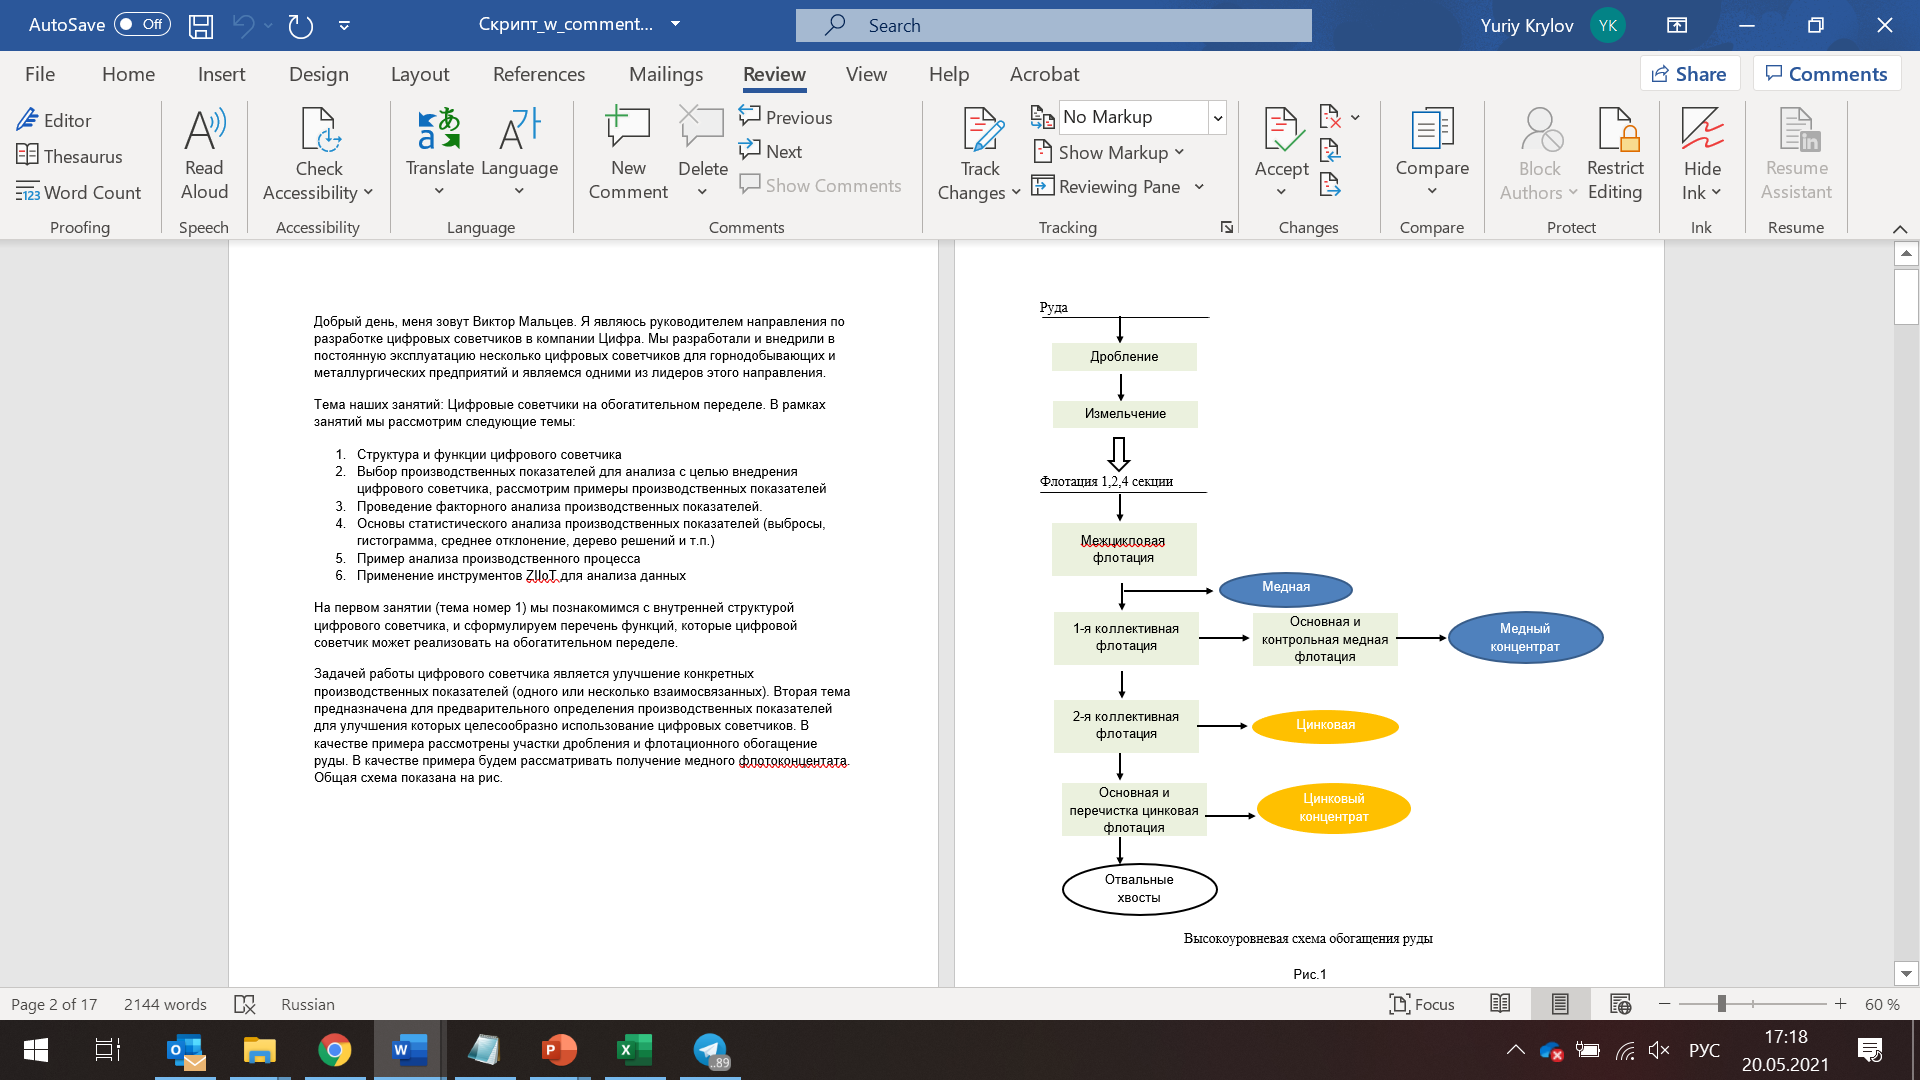 AutoSave Off
Скрипт_w_comment...
Search
Yuriy Krylov YK
File Home Insert Design Layout References Mailings Review View Help Acrobat
Share Comments
Editor
Thesaurus
Word Count
Proofing
Read
Aloud
Speech
Check
Accessibility
Accessibility
Translate
Language
Language
New
Comment
Delete
Previous
Next
Show Comments
Comments
Track
Changes
No Markup
Show Markup
Reviewing Pane
Tracking
Accept
Changes
Compare
Compare
Block
Authors
Restrict
Editing
Protect
Hide
Ink
Ink
Resume
Assistant
Resume
Добрый день, меня зовут Виктор Мальцев. Я являюсь руководителем направления по
разработке цифровых советчиков в компании Цифра. Мы разработали и внедрили в
постоянную эксплуатацию несколько цифровых советчиков для горнодобывающих и
металлургических предприятий и являемся одними из лидеров этого направления.
Тема наших занятий: Цифровые советчики на обогатительном переделе. В рамках
занятий мы рассмотрим следующие темы:
1. Структура и функции цифрового советчика
2. Выбор производственных показателей для анализа с целью внедрения
цифрового советчика, рассмотрим примеры производственных показателей
3. Проведение факторного анализа производственных показателей.
4. Основы статистического анализа производственных показателей (выбросы,
гистограмма, среднее отклонение, дерево решений и т.п.)
5. Пример анализа производственного процесса
6. Применение инструментов ZIIoT для анализа данных
На первом занятии (тема номер 1) мы познакомимся с внутренней структурой
цифрового советчика, и сформулируем перечень функций, которые цифровой
советчик может реализовать на обогатительном переделе.
Задачей работы цифрового советчика является улучшение конкретных
производственных показателей (одного или несколько взаимосвязанных). Вторая тема
предназначена для предварительного определения производственных показателей
для улучшения которых целесообразно использование цифровых советчиков. В
качестве примера рассмотрены участки дробления и флотационного обогащение
руды. В качестве примера будем рассматривать получение медного флотоконцентата.
Общая схема показана на рис.
Руда
Дробление
Измельчение
Флотация 1,2,4 секции
Межцикловая
флотация
Медная
1-я коллективная
флотация
Основная и
контрольная медная
флотация
Медный
концентрат
2-я коллективная
флотация
Цинковая
Основная и
перечистка цинковая
флотация
Цинковый
концентрат
Отвальные
хвосты
Высокоуровневая схема обогащения руды
Рис.1
Page 2 of 17 2144 words Russian
Focus
60 %
..89
РУС
17:18
20.05.2021